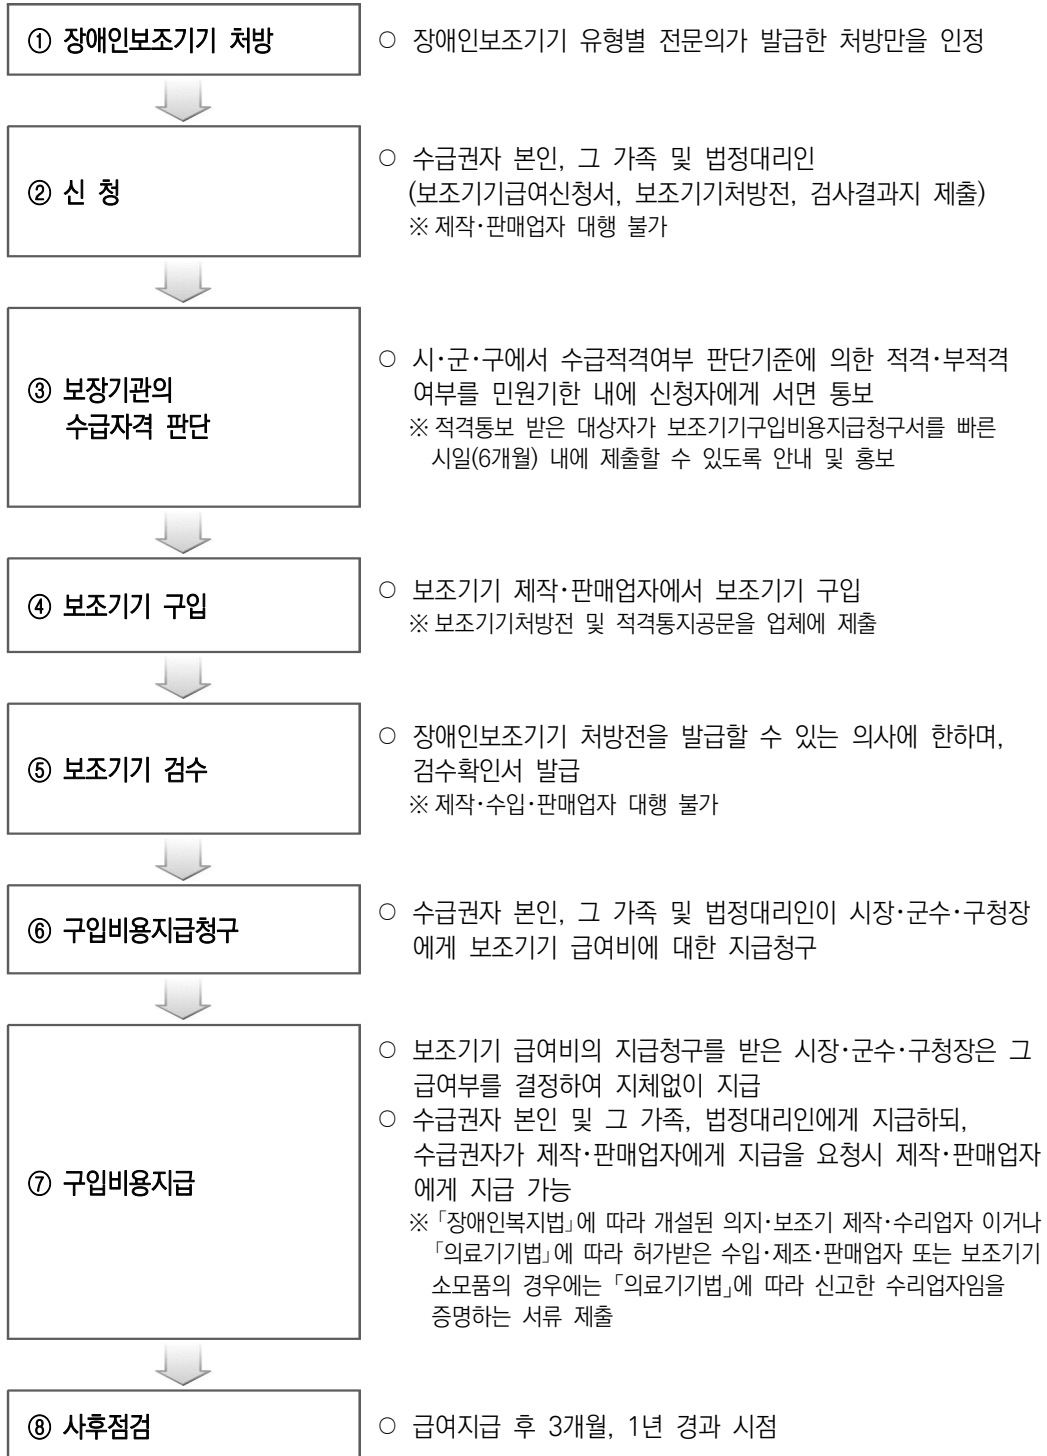 ① 장애인보조기기 처방
○ 장애인보조기기 유형별 전문의가 발급한 처방만을 인정
② 신 청
○ 수급권자 본인, 그 가족 및 법정대리인
(보조기기급여신청서, 보조기기처방전, 검사결과지 제출)
※ 제작·판매업자 대행 불가
③ 보장기관의
수급자격 판단
○ 시·군·구에서 수급적격여부 판단기준에 의한 적격·부적격
여부를 민원기한 내에 신청자에게 서면 통보
※ 적격통보 받은 대상자가 보조기기구입비용지급청구서를 빠른
시일(6개월) 내에 제출할 수 있도록 안내 및 홍보
④ 보조기기 구입
○ 보조기기 제작·판매업자에서 보조기기 구입
※ 보조기기처방전 및 적격통지공문을 업체에 제출
⑤ 보조기기 검수
○ 장애인보조기기 처방전을 발급할 수 있는 의사에 한하며,
검수확인서 발급
※ 제작·수입·판매업자 대행 불가
⑥ 구입비용지급청구
○ 수급권자 본인, 그 가족 및 법정대리인이 시장·군수·구청장
에게 보조기기 급여비에 대한 지급청구
⑦ 구입비용지급
○ 보조기기 급여비의 지급청구를 받은 시장·군수·구청장은 그
급여부를 결정하여 지체없이 지급
○ 수급권자 본인 및 그 가족, 법정대리인에게 지급하되,
수급권자가 제작·판매업자에게 지급을 요청시 제작·판매업자
에게 지급 가능
※「장애인복지법」에 따라 개설된 의지·보조기 제작·수리업자 이거나
「의료기기법」에 따라 허가받은 수입·제조·판매업자 또는 보조기기
소모품의 경우에는 「의료기기법」에 따라 신고한 수리업자임을
증명하는 서류 제출
⑧ 사후점검
○ 급여지급 후 3개월, 1년 경과 시점